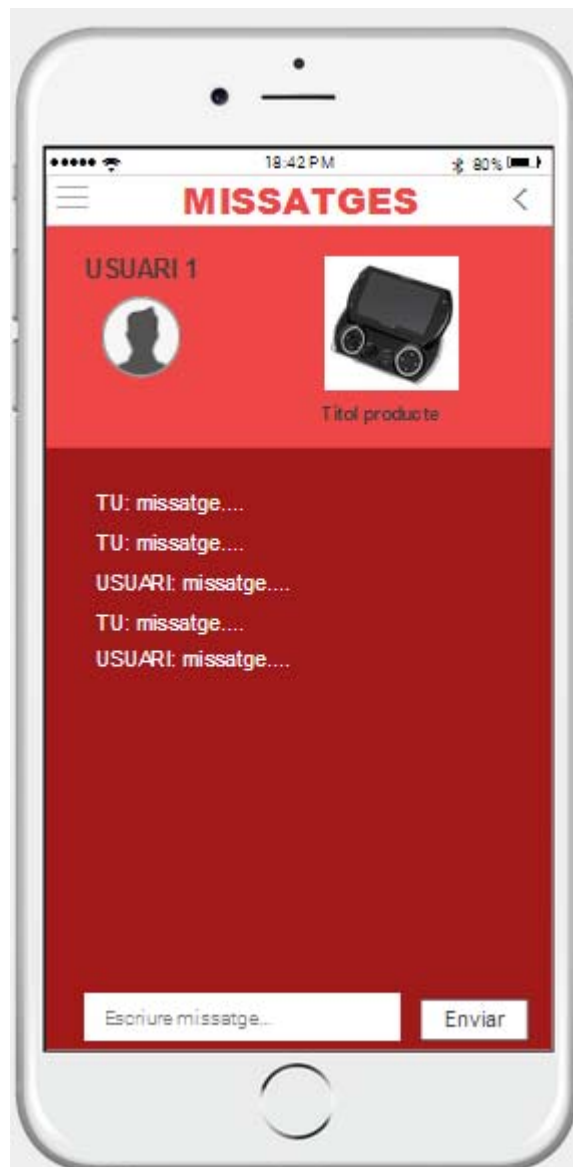 18:42 PM 80%
MISSATGES
USUARI 1
Titol producte
TU: missatge....
TU: missatge....
USUARI: missatge....
TU: missatge....
USUARI: missatge....
Escriure missatge...
Enviar